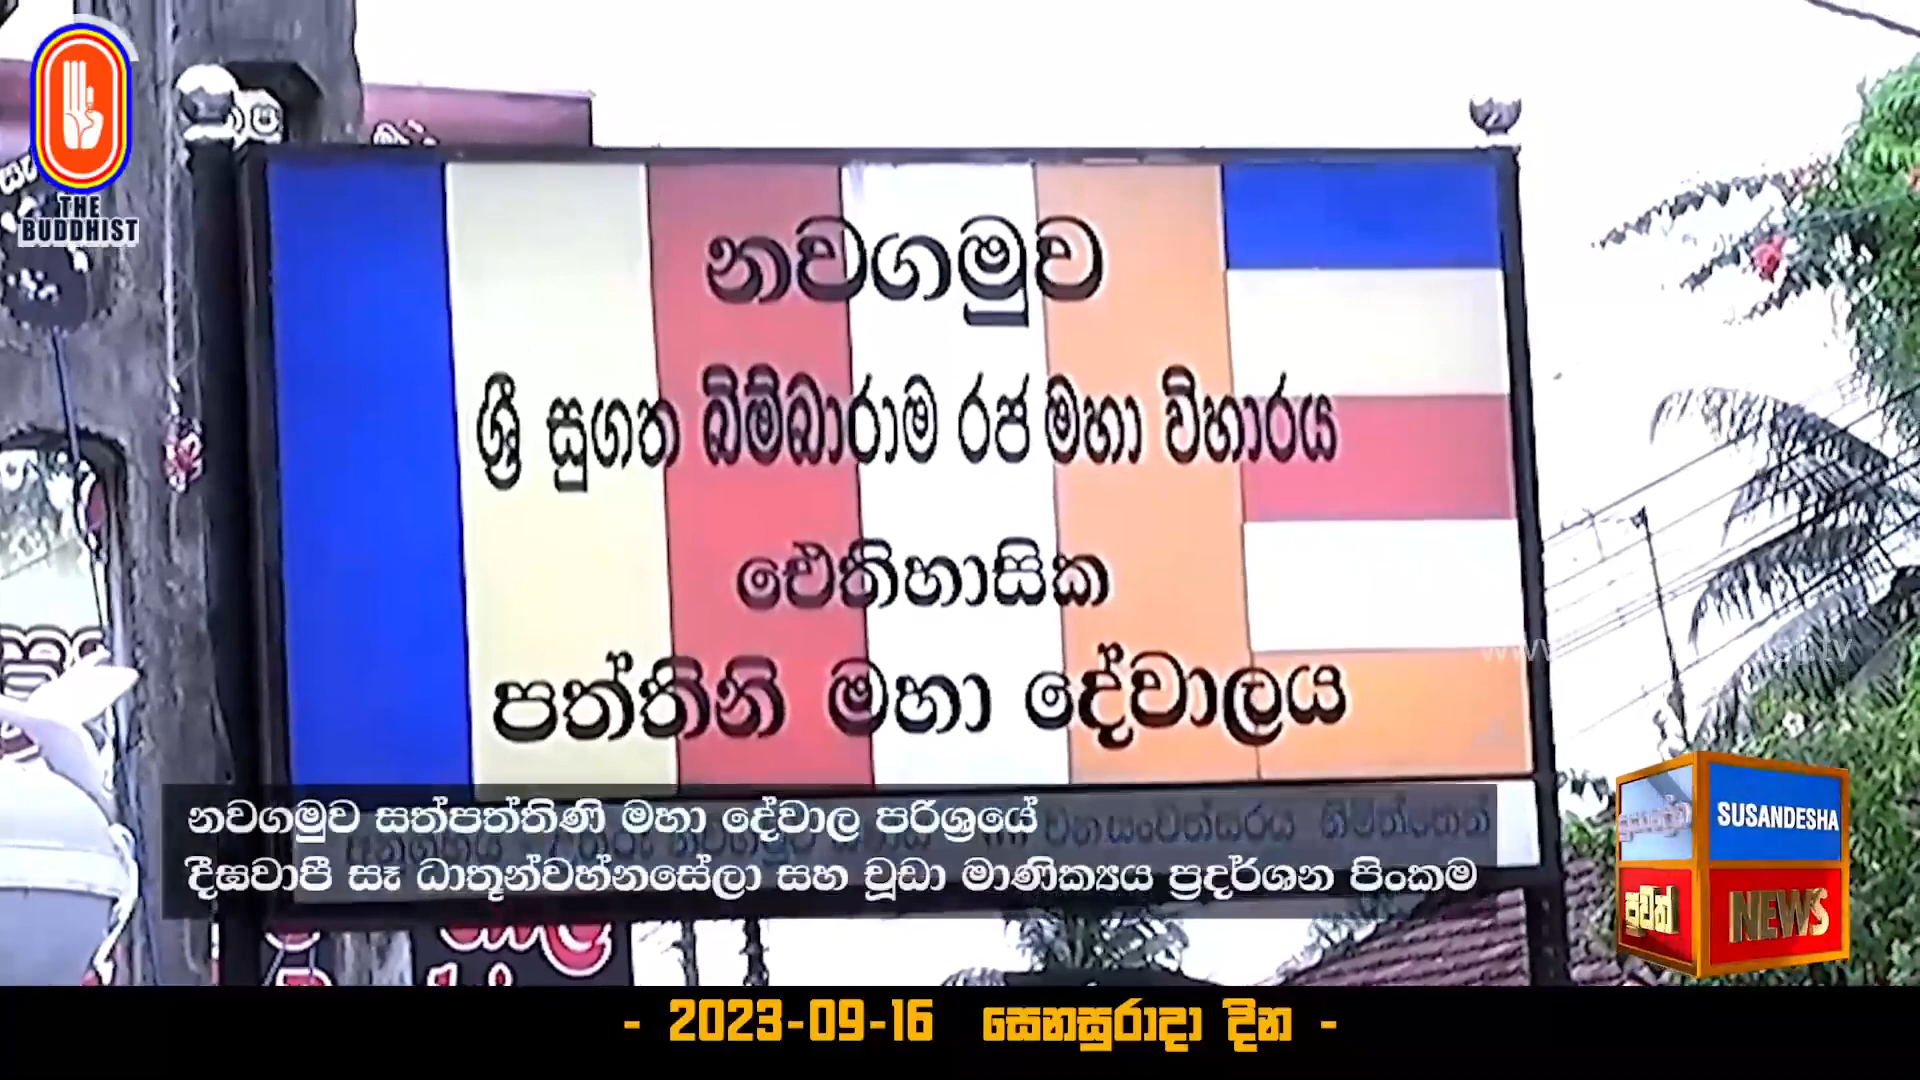 THE
BUDDHIST
නවගමුව
ශ්‍රී සුගත බිම්බාරාම රජ මහා විහාරය
ඓතිහාසික
පත්තිනි මහා දේවාලය
නවගමුව සත්පත්තිණි මහා දේවාල පරිශ්‍රයේ
දීඝවාපී සෑ ධාතූන්වහන්සේලා සහ චූඩා මාණික්‍යය ප්‍රදර්ශන පිංකම
SUSANDESHA
පුවත්
NEWS
- 2023-09-16 සෙනසුරාදා දින -